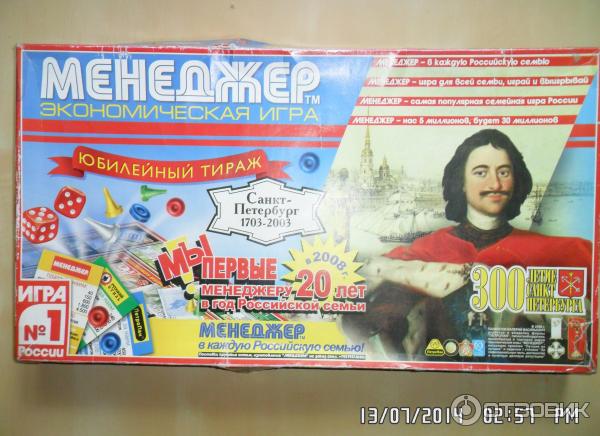 МЕНЕДЖЕР™
ЭКОНОМИЧЕСКАЯ ИГРА
МЕНЕДЖЕР – в каждую Российскую семью
МЕНЕДЖЕР – игра для всей семьи, играй и выигрывай
МЕНЕДЖЕР – самая популярная семейная игра России
МЕНЕДЖЕР – нас 5 миллионов, будет 30 миллионов
ЮБИЛЕЙНЫЙ ТИРАЖ
Санкт-
Петербург
1703-2003
МЫ
ПЕРВЫЕ
в 2008 г.
МЕНЕДЖЕРУ 20 лет
в год Российской семьи
МЕНЕДЖЕР
ИГРА
№1
РОССИИ
300 ЛЕТИЕ
САНКТ
ПЕТЕРБУРГА
МЕНЕДЖЕР™
в каждую Российскую семью!
13/07/2014 02:57 PM
ОТЗОВИК